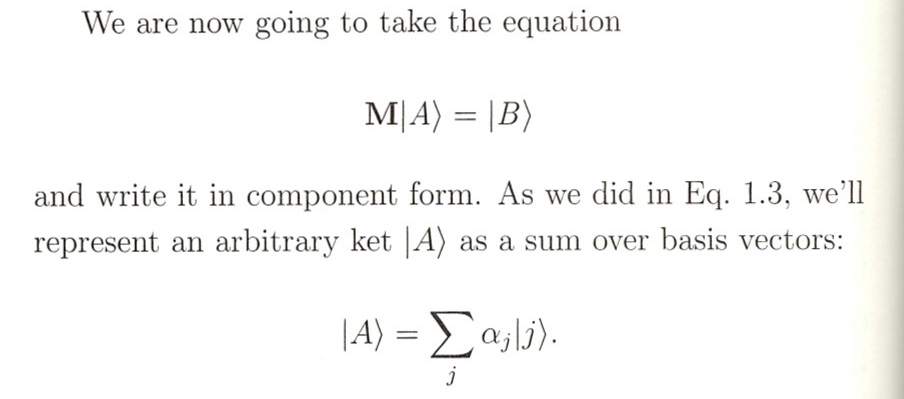 We are now going to take the equation
M|A⟩ = |B⟩
and write it in component form. As we did in Eq. 1.3, we'll
represent an arbitrary ket |A⟩ as a sum over basis vectors:
|A⟩ = ∑ αⱼ|j⟩.
j